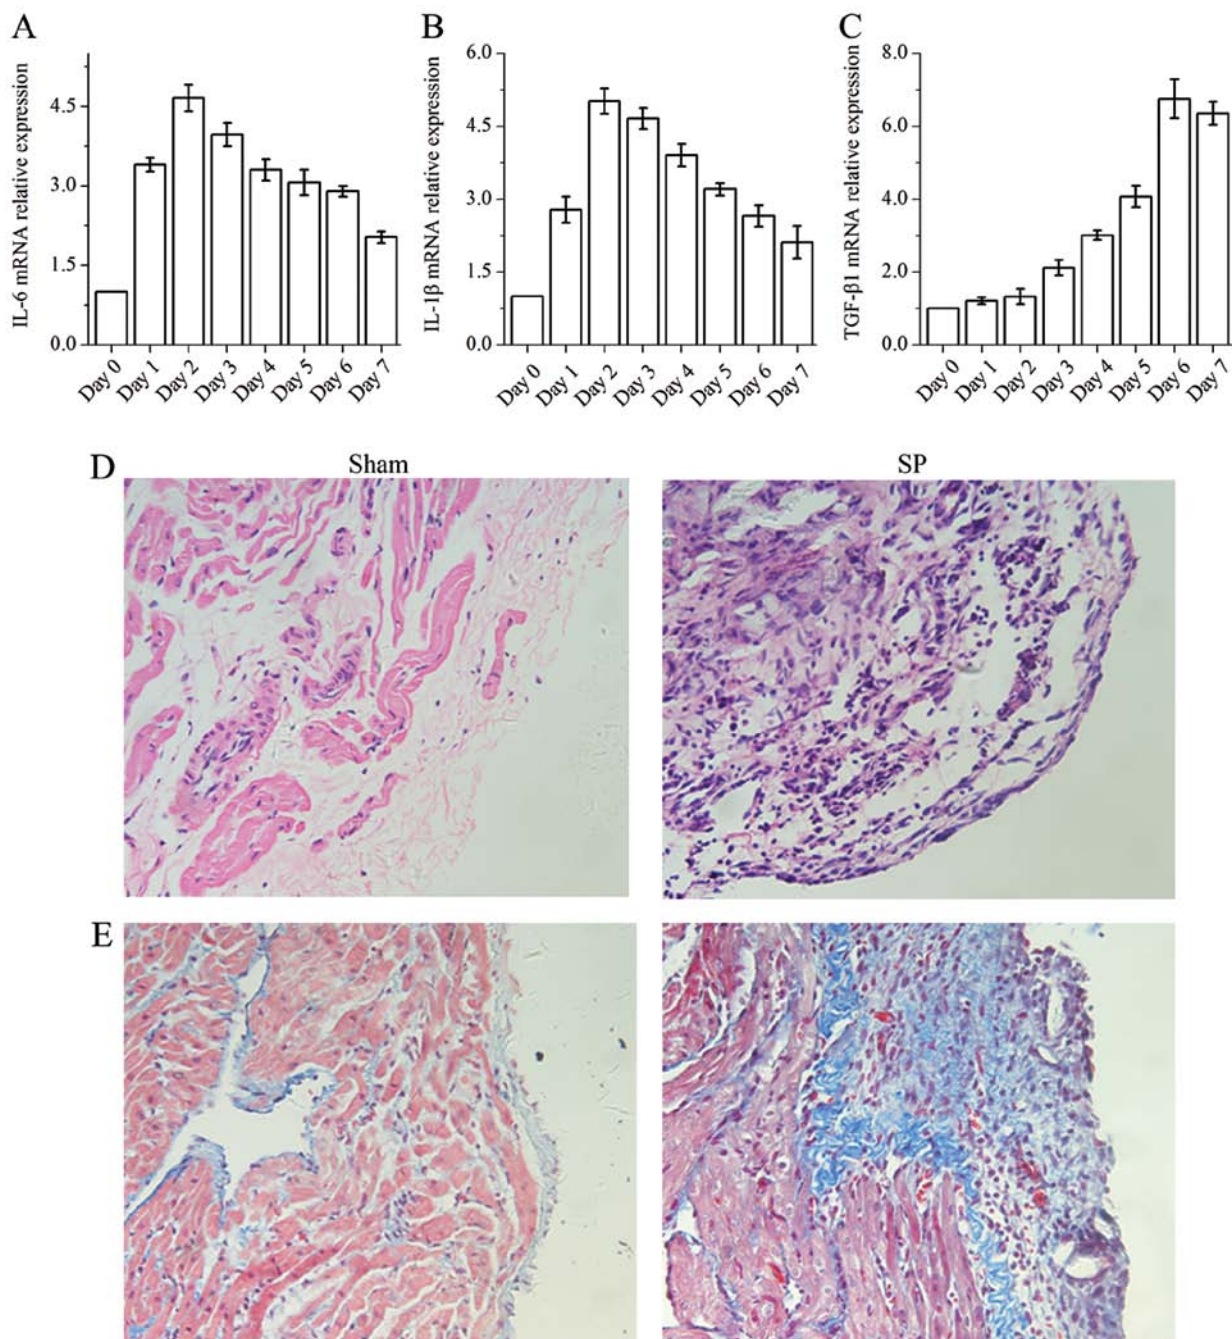 A
IL-6 mRNA relative expression
4.5
3.0
1.5
0.0
Day 0
Day 1
Day 2
Day 3
Day 4
Day 5
Day 6
Day 7
B
IL-1β mRNA relative expression
6.0
4.5
3.0
1.5
0.0
Day 0
Day 1
Day 2
Day 3
Day 4
Day 5
Day 6
Day 7
C
TGF-β1 mRNA relative expression
8.0
6.0
4.0
2.0
0.0
Day 0
Day 1
Day 2
Day 3
Day 4
Day 5
Day 6
Day 7
D
Sham
SP
E